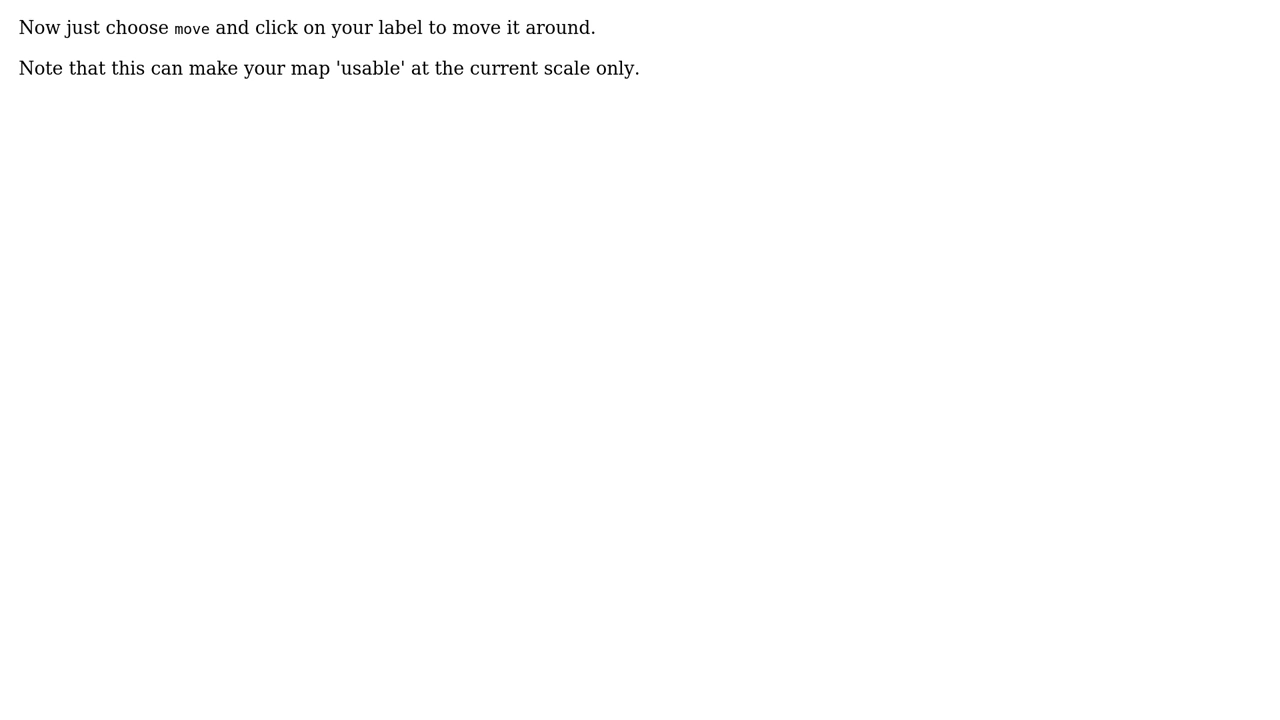 Now just choose move and click on your label to move it around.
Note that this can make your map 'usable' at the current scale only.